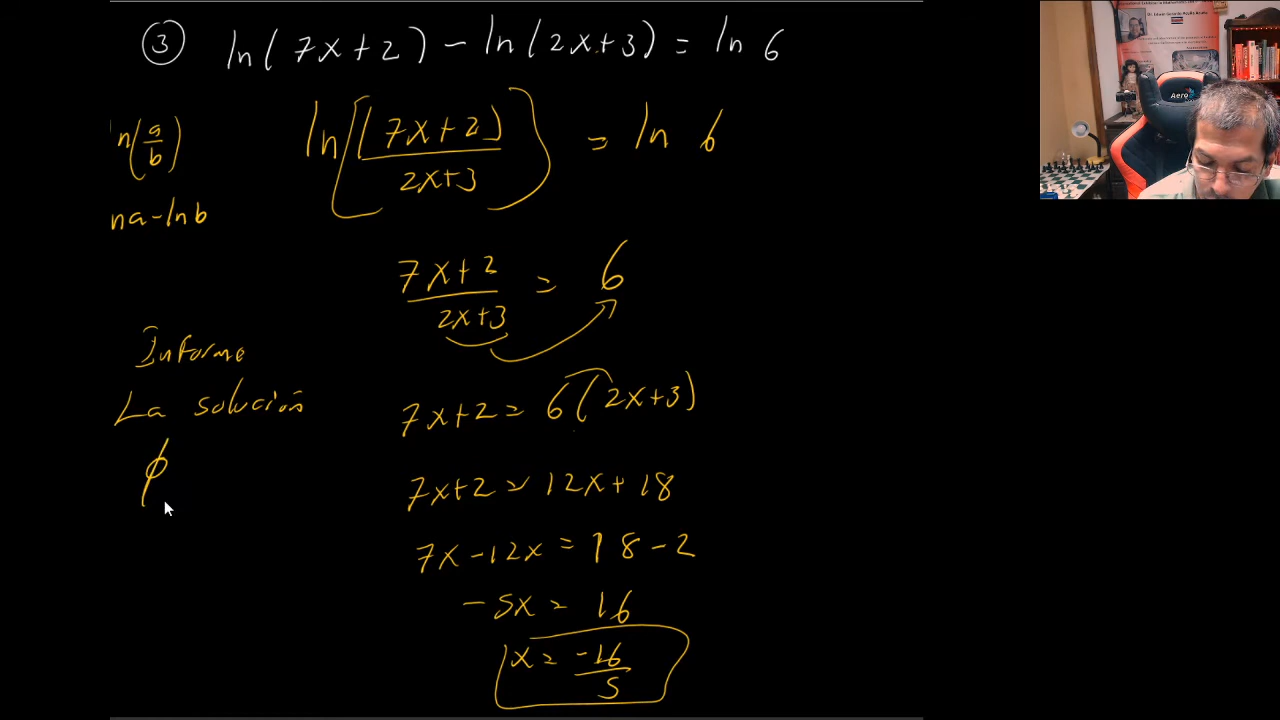 ③ ln(7x+2) − ln(2x+3) = ln 6
n(a/b)
na−lnb
ln((7x+2)/2x+3) = ln 6
7x+2/2x+3 = 6
Informe
La solución
ϕ
7x+2 = 6(2x+3)
7x+2 = 12x+18
7x−12x = 18−2
−5x = 16
x = −16/5
Aero